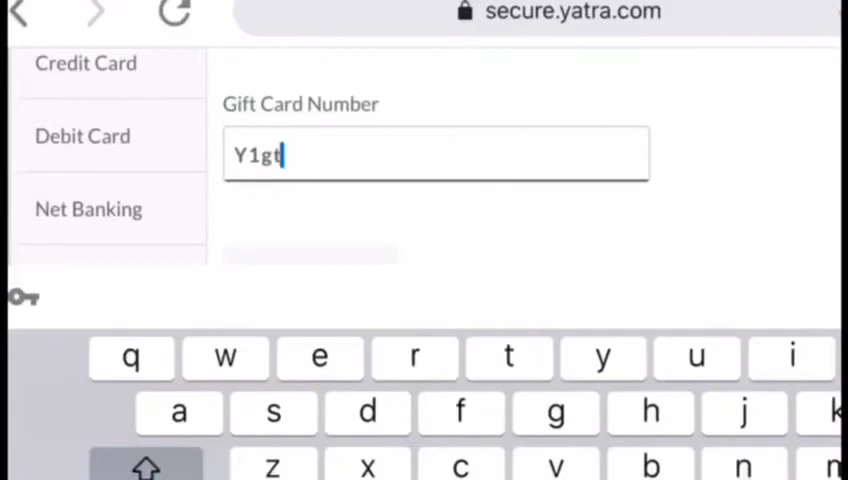 secure.yatra.com
Credit Card
Gift Card Number
Debit Card
Y1gt
Net Banking
q w e r t y u i
a s d f g h j k
z x c v b n m